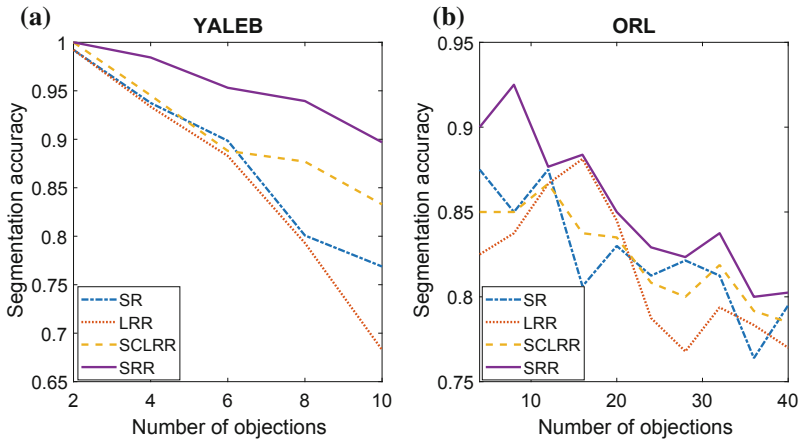 (a)
YALEB
1
0.95
0.9
0.85
0.8
0.75
0.7
0.65
Segmentation accuracy
SR
LRR
SCLRR
SRR
2
4
6
8
10
Number of objections
(b)
ORL
0.95
0.9
0.85
0.8
0.75
Segmentation accuracy
SR
LRR
SCLRR
SRR
10
20
30
40
Number of objections